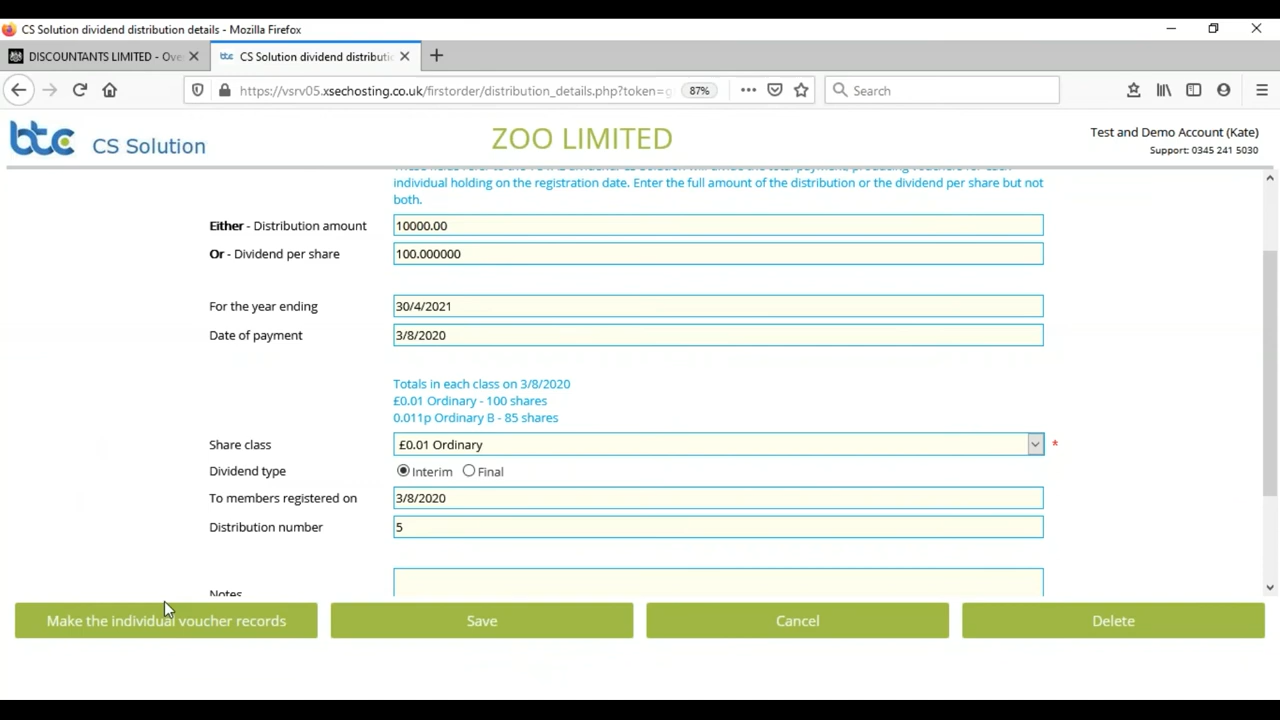 CS Solution dividend distribution details - Mozilla Firefox
DISCOUNTANTS LIMITED - Ove
btc CS Solution dividend distributio
https://vsrv05.xsechosting.co.uk/firstorder/distribution_details.php?token=g
87%
Search
btc CS Solution
ZOO LIMITED
Test and Demo Account (Kate)
Support: 0345 241 5030
individual holding on the registration date. Enter the full amount of the distribution or the dividend per share but not
both.
Either - Distribution amount 10000.00
Or - Dividend per share 100.000000
For the year ending 30/4/2021
Date of payment 3/8/2020
Totals in each class on 3/8/2020
£0.01 Ordinary - 100 shares
0.011p Ordinary B - 85 shares
Share class £0.01 Ordinary *
Dividend type Interim Final
To members registered on 3/8/2020
Distribution number 5
Notes
Make the individual voucher records Save Cancel Delete